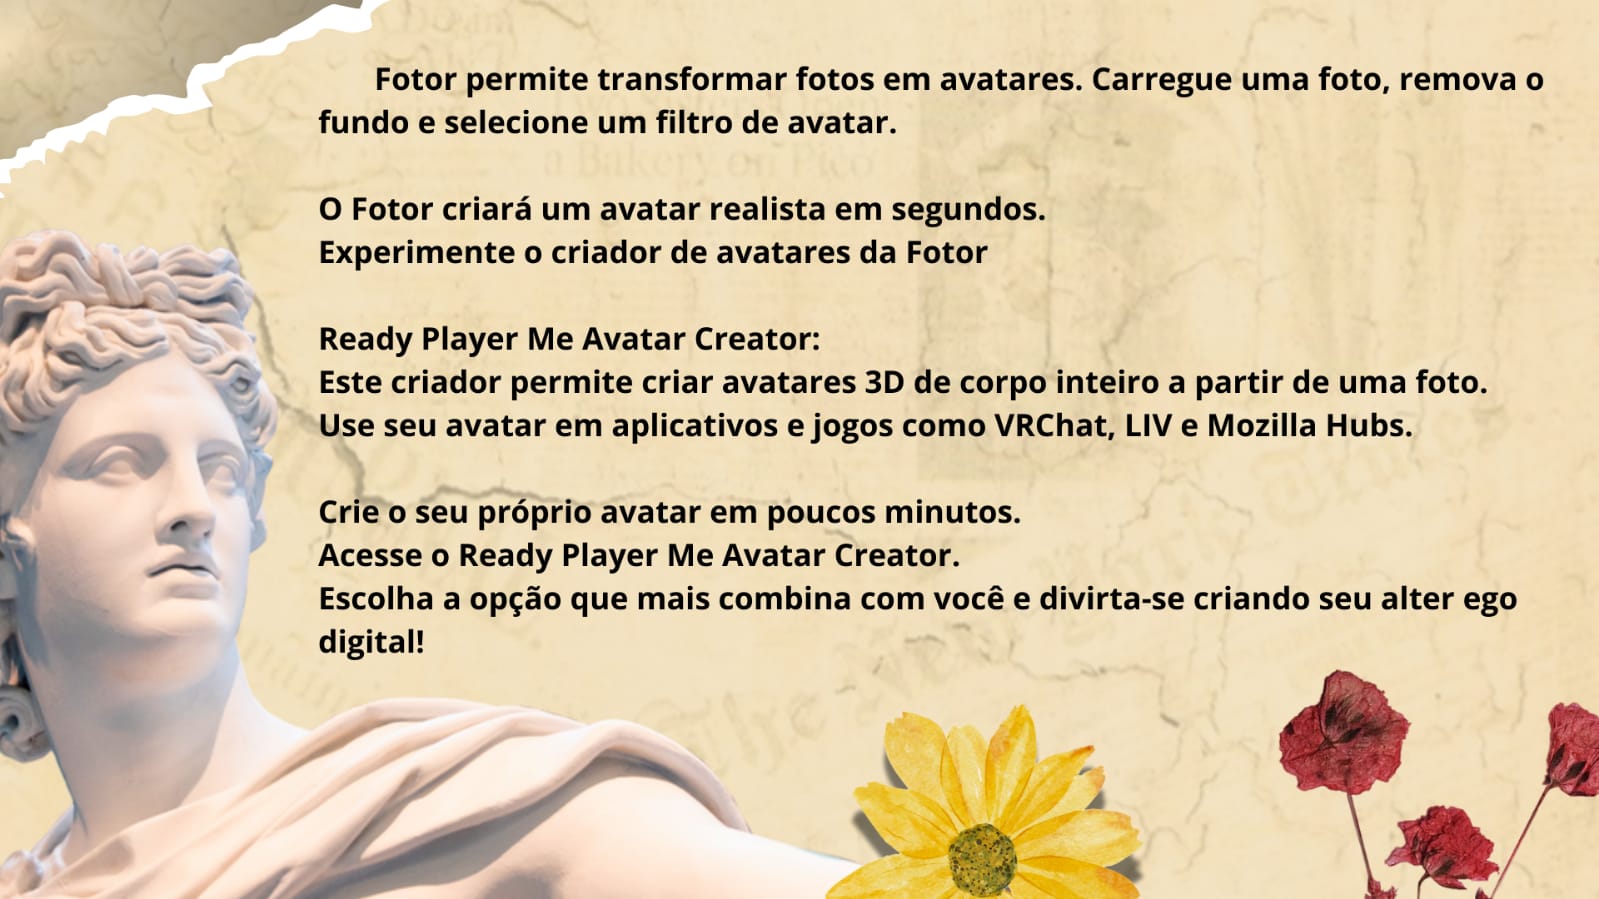 Fotor permite transformar fotos em avatares. Carregue uma foto, remova o
fundo e selecione um filtro de avatar.
O Fotor criará um avatar realista em segundos.
Experimente o criador de avatares da Fotor
Ready Player Me Avatar Creator:
Este criador permite criar avatares 3D de corpo inteiro a partir de uma foto.
Use seu avatar em aplicativos e jogos como VRChat, LIV e Mozilla Hubs.
Crie o seu próprio avatar em poucos minutos.
Acesse o Ready Player Me Avatar Creator.
Escolha a opção que mais combina com você e divirta-se criando seu alter ego
digital!
a Bakery on Pico